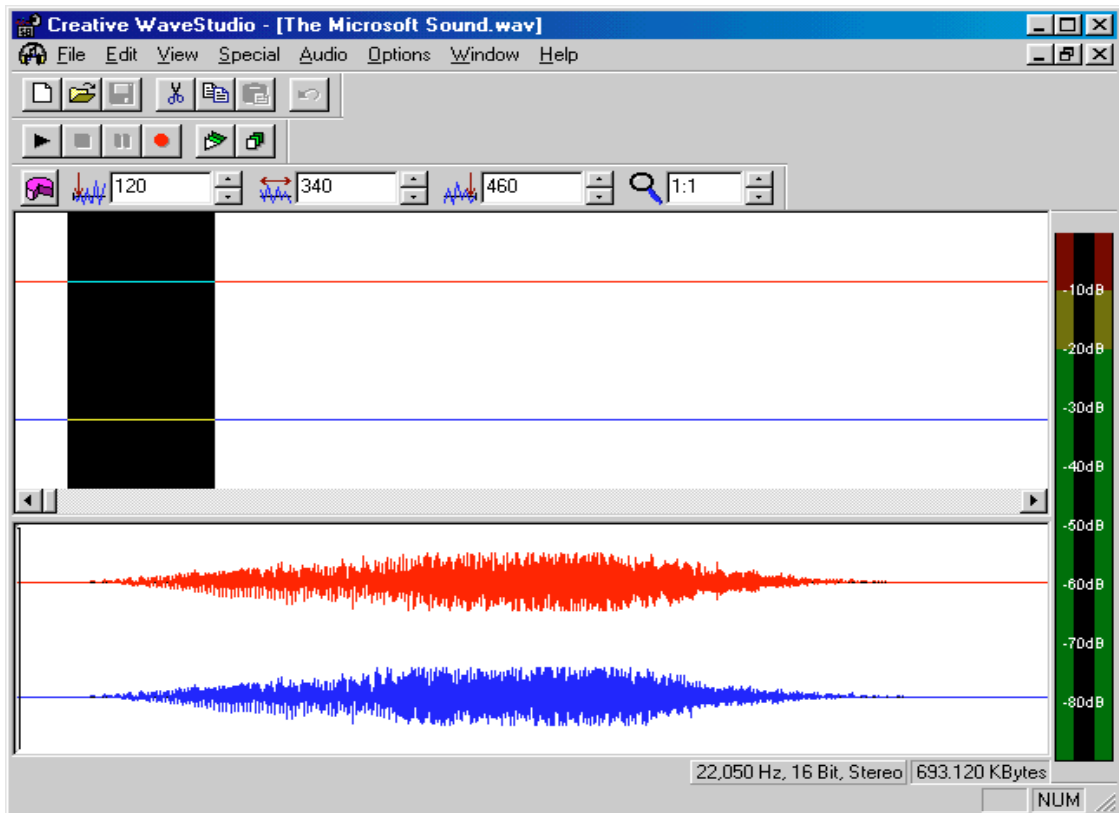 Creative WaveStudio - [The Microsoft Sound.wav]
File Edit View Special Audio Options Window Help
120 340 460 1:1
-10dB
-20dB
-30dB
-40dB
-50dB
-60dB
-70dB
-80dB
22,050 Hz, 16 Bit, Stereo 693.120 KBytes
NUM